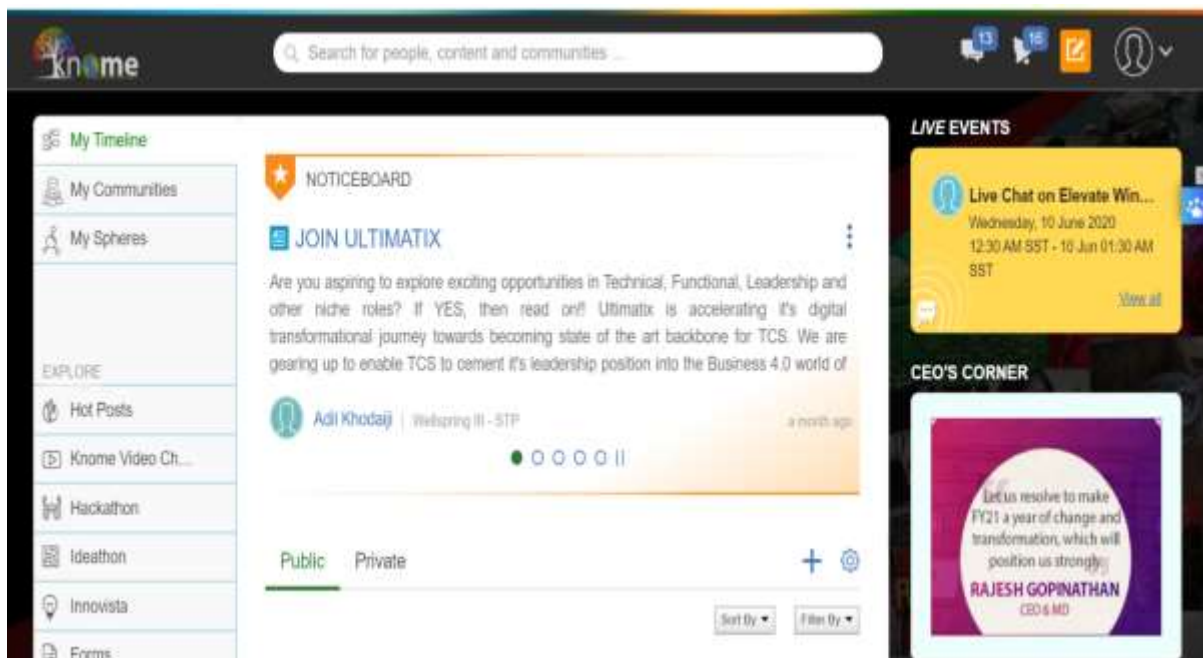 knome
Search for people, content and communities ...
13
16
My Timeline
My Communities
My Spheres
EXPLORE
Hot Posts
Knome Video Ch...
Hackathon
Ideathon
Innovista
Forms
NOTICEBOARD
JOIN ULTIMATIX
Are you aspiring to explore exciting opportunities in Technical, Functional, Leadership and
other niche roles? If YES, then read on!! Ultimatix is accelerating it's digital
transformational journey towards becoming state of the art backbone for TCS. We are
gearing up to enable TCS to cement it's leadership position into the Business 4.0 world of
Adil Khodaiji | Wellspring III - STP
a month ago
Public Private
Sort By
Filter By
LIVE EVENTS
Live Chat on Elevate Win...
Wednesday, 10 June 2020
12:30 AM SST - 10 Jun 01:30 AM
SST
View all
CEO'S CORNER
Let us resolve to make
FY21 a year of change and
transformation, which will
position us strongly
RAJESH GOPINATHAN
CEO & MD